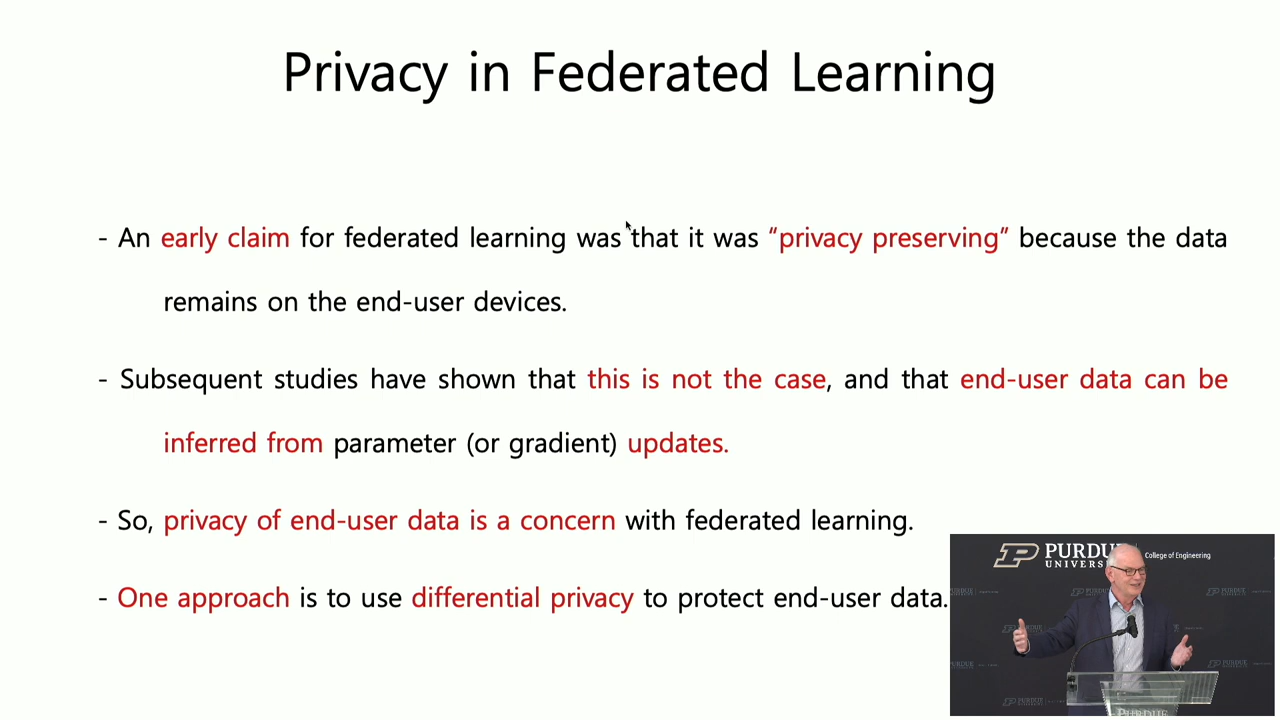 Privacy in Federated Learning
- An early claim for federated learning was that it was “privacy preserving” because the data
remains on the end-user devices.
- Subsequent studies have shown that this is not the case, and that end-user data can be
inferred from parameter (or gradient) updates.
- So, privacy of end-user data is a concern with federated learning.
- One approach is to use differential privacy to protect end-user data.
PURDUE College of Engineering
UNIVERSITY
PURDUE